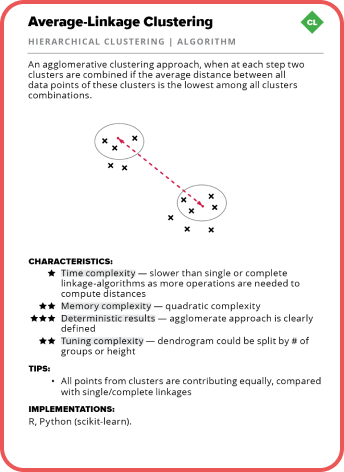 Average-Linkage Clustering
CL
HIERARCHICAL CLUSTERING | ALGORITHM
An agglomerative clustering approach, when at each step two
clusters are combined if the average distance between all
data points of these clusters is the lowest among all clusters
combinations.
CHARACTERISTICS:
★ Time complexity — slower than single or complete
linkage-algorithms as more operations are needed to
compute distances
★★ Memory complexity — quadratic complexity
★★★ Deterministic results — agglomerate approach is clearly
defined
★★ Tuning complexity — dendrogram could be split by # of
groups or height
TIPS:
• All points from clusters are contributing equally, compared
with single/complete linkages
IMPLEMENTATIONS:
R, Python (scikit-learn).